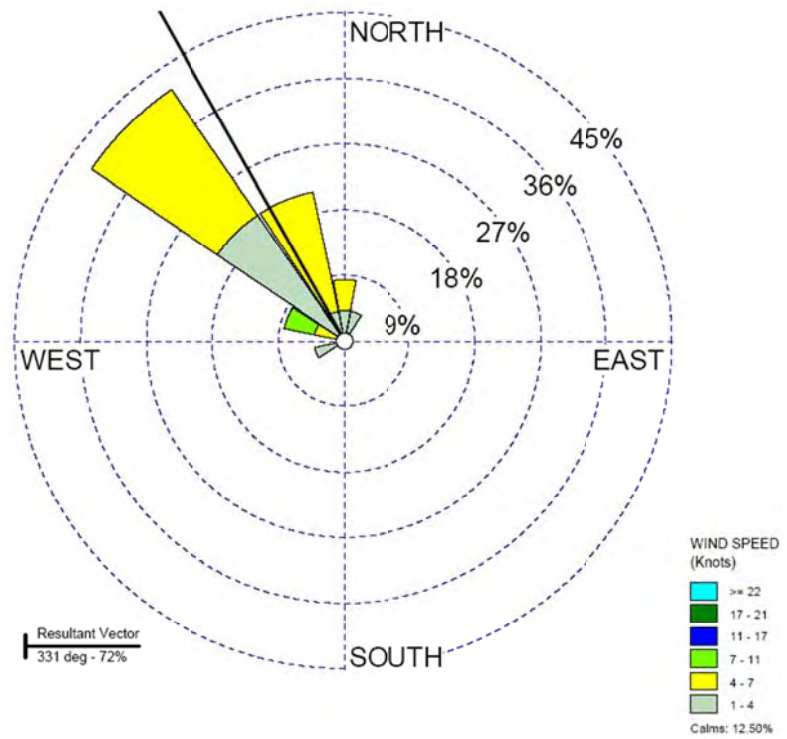 NORTH
45%
36%
27%
18%
9%
WEST
EAST
WIND SPEED
(Knots)
>= 22
17 - 21
11 - 17
7 - 11
4 - 7
1 - 4
Calms: 12.50%
Resultant Vector
331 deg - 72%
SOUTH